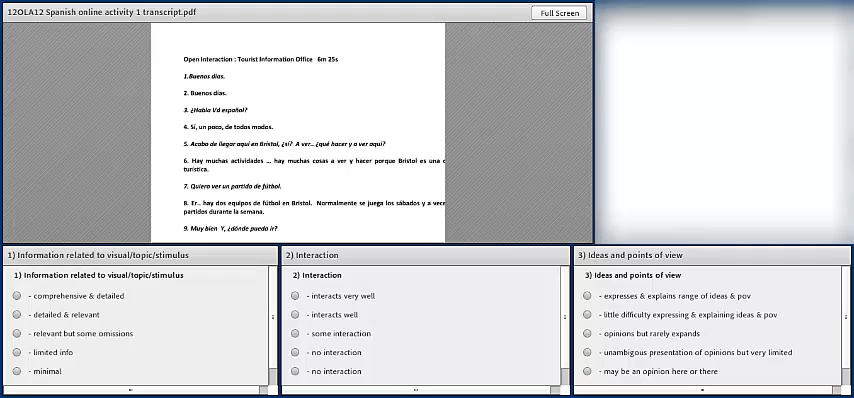 12OLA12 Spanish online activity 1 transcript.pdf
Full Screen
Open Interaction : Tourist Information Office 6m 25s
1.Buenos días.
2. Buenos días.
3. ¿Habla Vd español?
4. Sí, un poco, de todos modos.
5. Acabo de llegar aquí en Bristol, ¿sí? A ver.. ¿qué hacer y a ver aquí?
6. Hay muchas actividades ... hay muchas cosas a ver y hacer porque Bristol es una
turística.
7. Quiero ver un partido de fútbol.
8. Er.. hay dos equipos de fútbol en Bristol. Normalmente se juega los sábados y a vece
partidos durante la semana.
9. Muy bien Y, ¿dónde puedo ir?
1) Information related to visual/topic/stimulus
1) Information related to visual/topic/stimulus
- comprehensive & detailed
- detailed & relevant
- relevant but some omissions
- limited info
- minimal
2) Interaction
2) Interaction
- interacts very well
- interacts well
- some interaction
- no interaction
- no interaction
3) Ideas and points of view
3) Ideas and points of view
- expresses & explains range of ideas & pov
- little difficulty expressing & explaining ideas & pov
- opinions but rarely expands
- unambigous presentation of opinions but very limited
- may be an opinion here or there